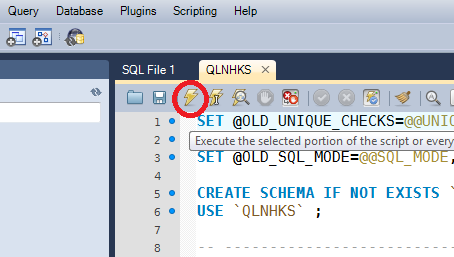 Query Database Plugins Scripting Help
SQL File 1 QLNHKS
1 SET @OLD_UNIQUE_CHECKS=@@UNIQ
2
Execute the selected portion of the script or every
3 SET @OLD_SQL_MODE=@@SQL_MODE,
4
5 CREATE SCHEMA IF NOT EXISTS `
6 USE `QLNHKS` ;
7
8 -- ----------------------------